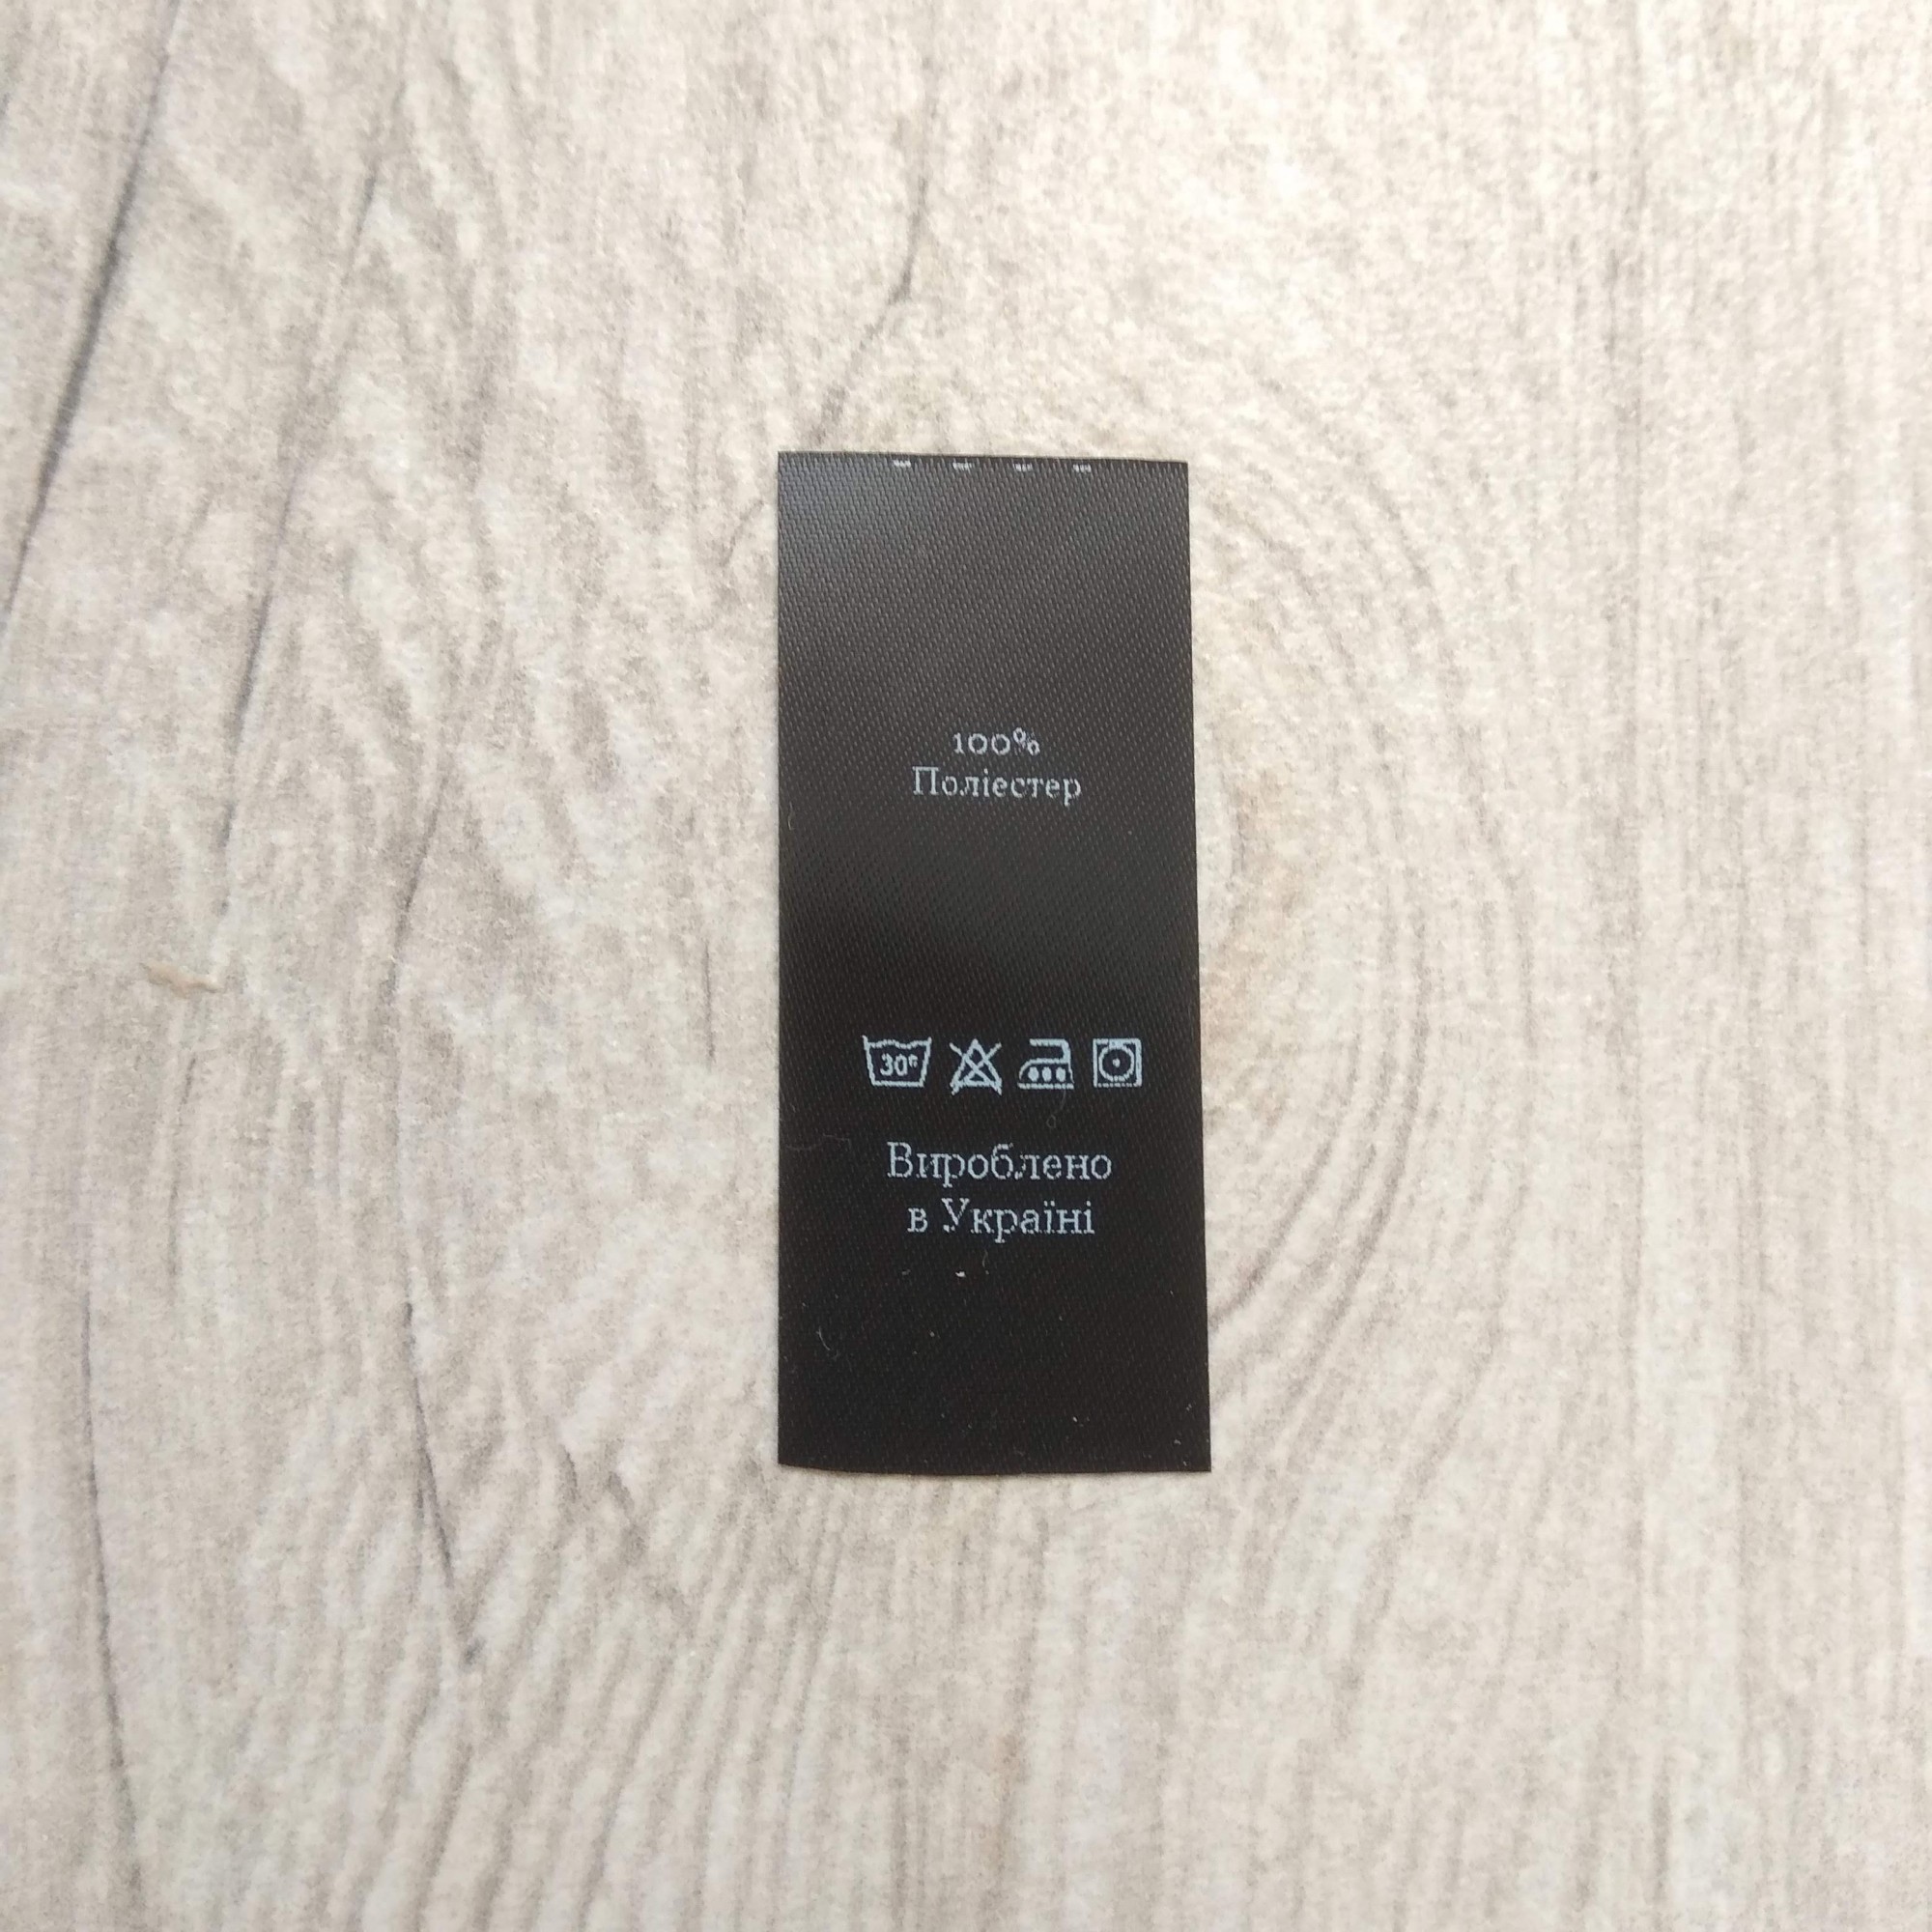 100%
Поліестер
30°
Вироблено
в Україні